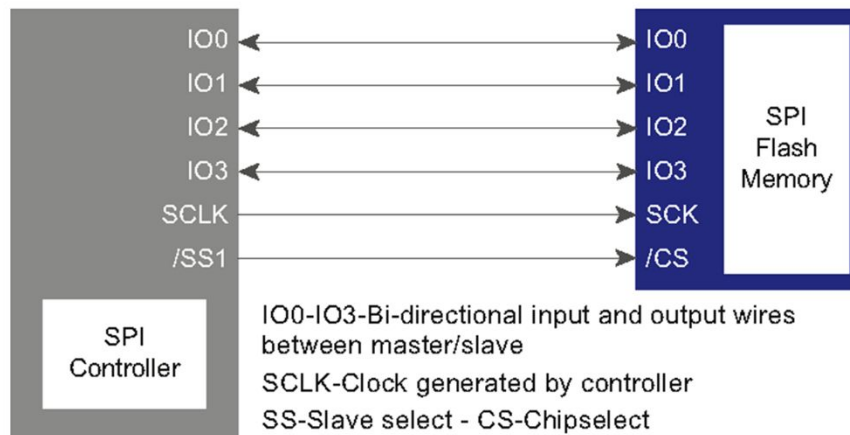 IO0 IO0
IO1 IO1
IO2 IO2
IO3 IO3
SCLK SCK
/SS1 /CS
SPI
Flash
Memory
SPI
Controller
IO0-IO3-Bi-directional input and output wires
between master/slave
SCLK-Clock generated by controller
SS-Slave select - CS-Chipselect